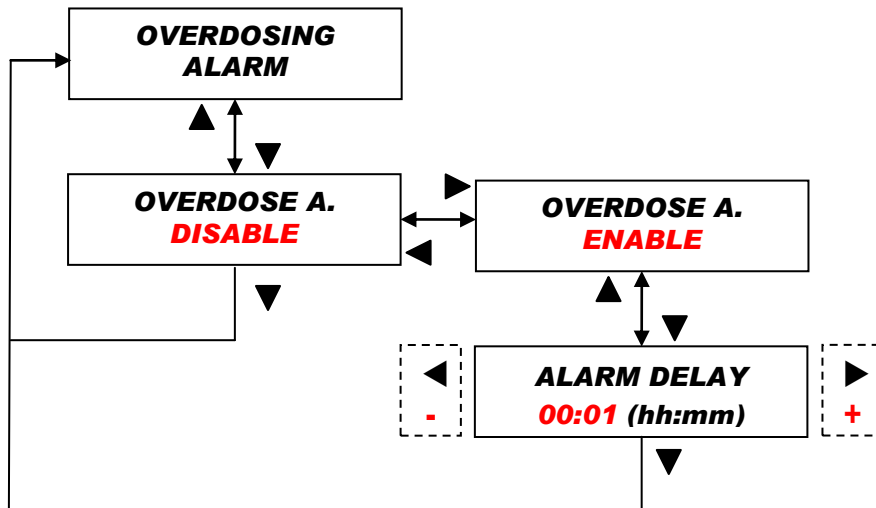 OVERDOSING
ALARM
OVERDOSE A.
DISABLE
OVERDOSE A.
ENABLE
ALARM DELAY
00:01 (hh:mm)
-
+